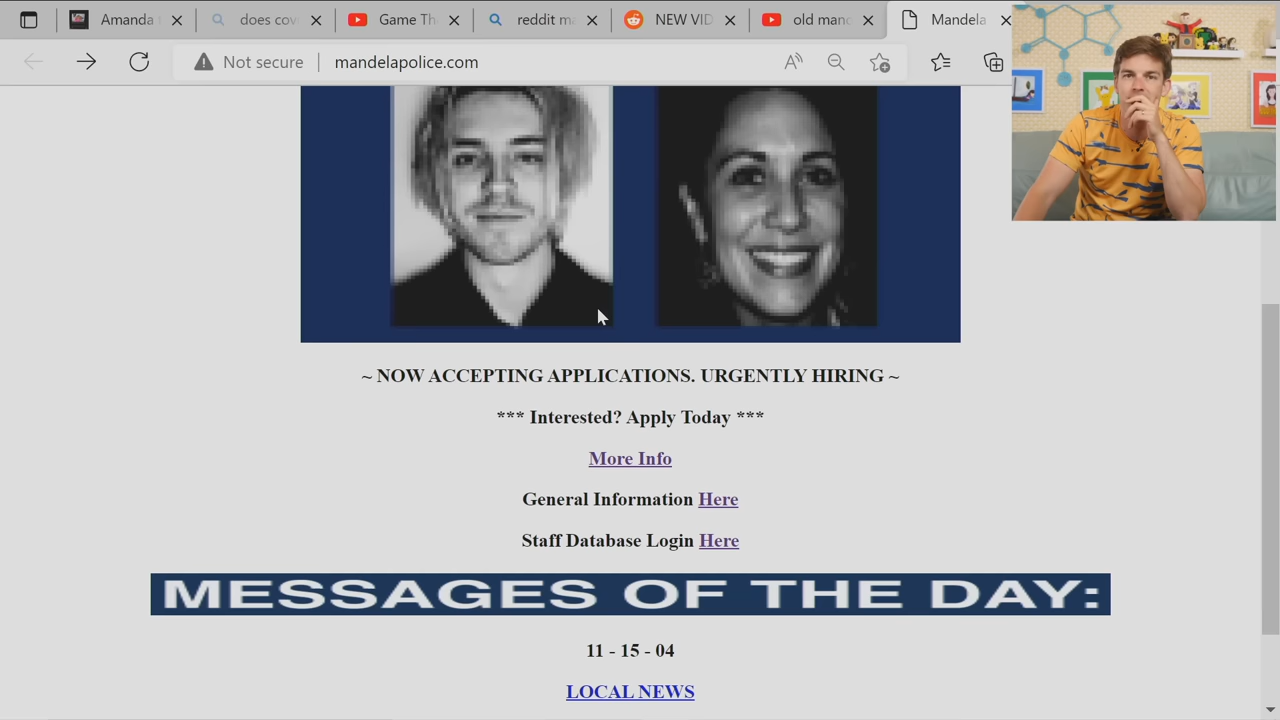 Amanda
does cov
Game Th
reddit ma
NEW VID
old manc
Mandela
Not secure
mandelapolice.com
~ NOW ACCEPTING APPLICATIONS. URGENTLY HIRING ~
*** Interested? Apply Today ***
More Info
General Information Here
Staff Database Login Here
MESSAGES OF THE DAY:
11 - 15 - 04
LOCAL NEWS